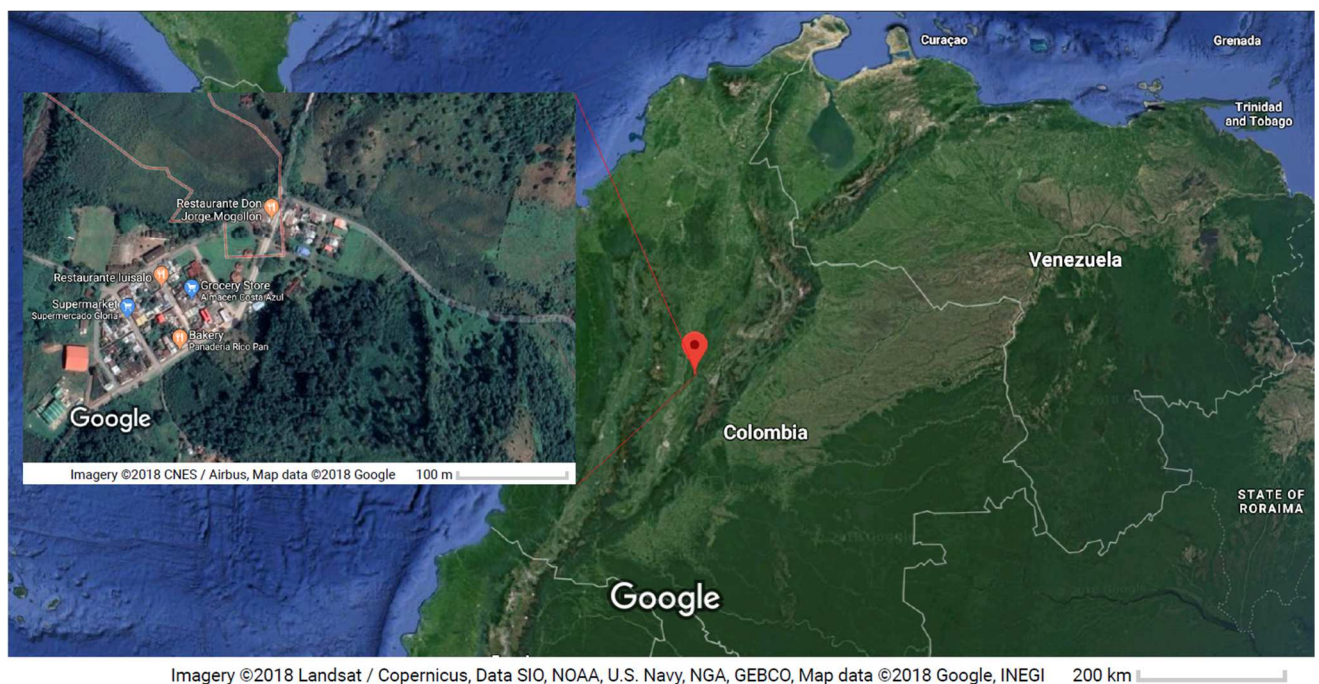 Curaçao
Grenada
Trinidad
and Tobago
Restaurante Don
Jorge Mogollón
Restaurante luisalo
Grocery Store
Almacen Costa Azul
Supermarket
Supermercado Gloria
Bakery
Panaderia Rico Pan
Google
Imagery ©2018 CNES / Airbus, Map data ©2018 Google 100 m
Venezuela
Colombia
STATE OF
RORAIMA
Google
Imagery ©2018 Landsat / Copernicus, Data SIO, NOAA, U.S. Navy, NGA, GEBCO, Map data ©2018 Google, INEGI 200 km